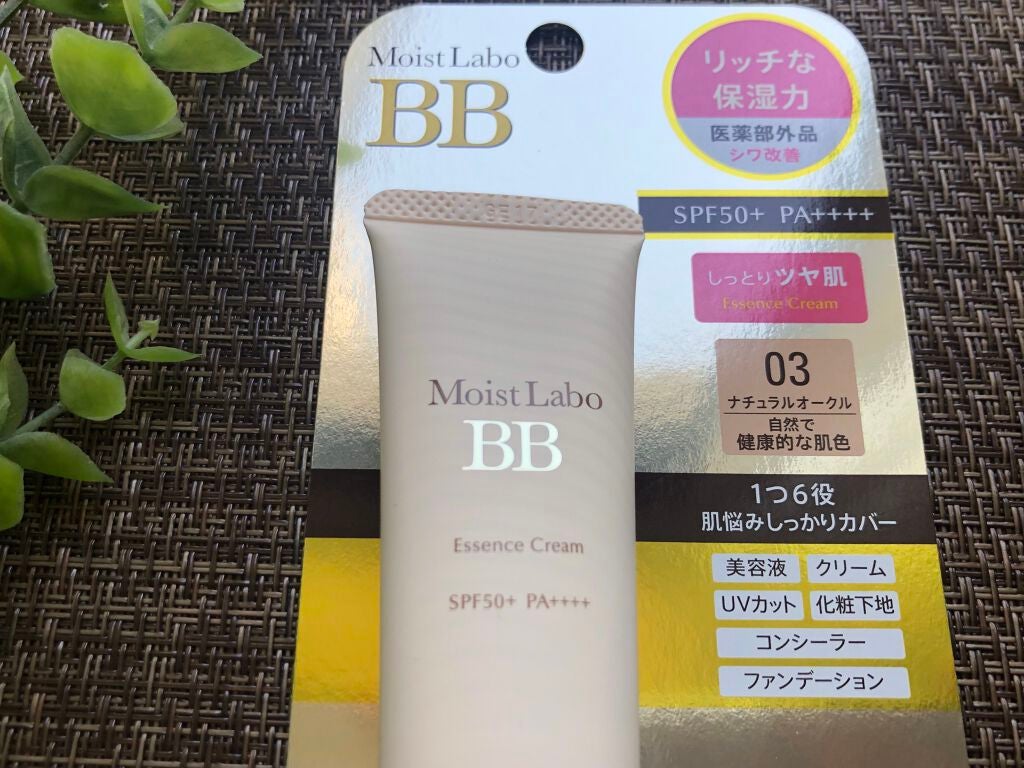 Moist Labo
BB
リッチな
保湿力
医薬部外品
シワ改善
SPF50+ PA++++
しっとりツヤ肌
Essence Cream
03
ナチュラルオークル
自然で
健康的な肌色
1つ6役
肌悩みしっかりカバー
美容液 クリーム
UVカット 化粧下地
コンシーラー
ファンデーション
Moist Labo
BB
Essence Cream
SPF50+ PA++++